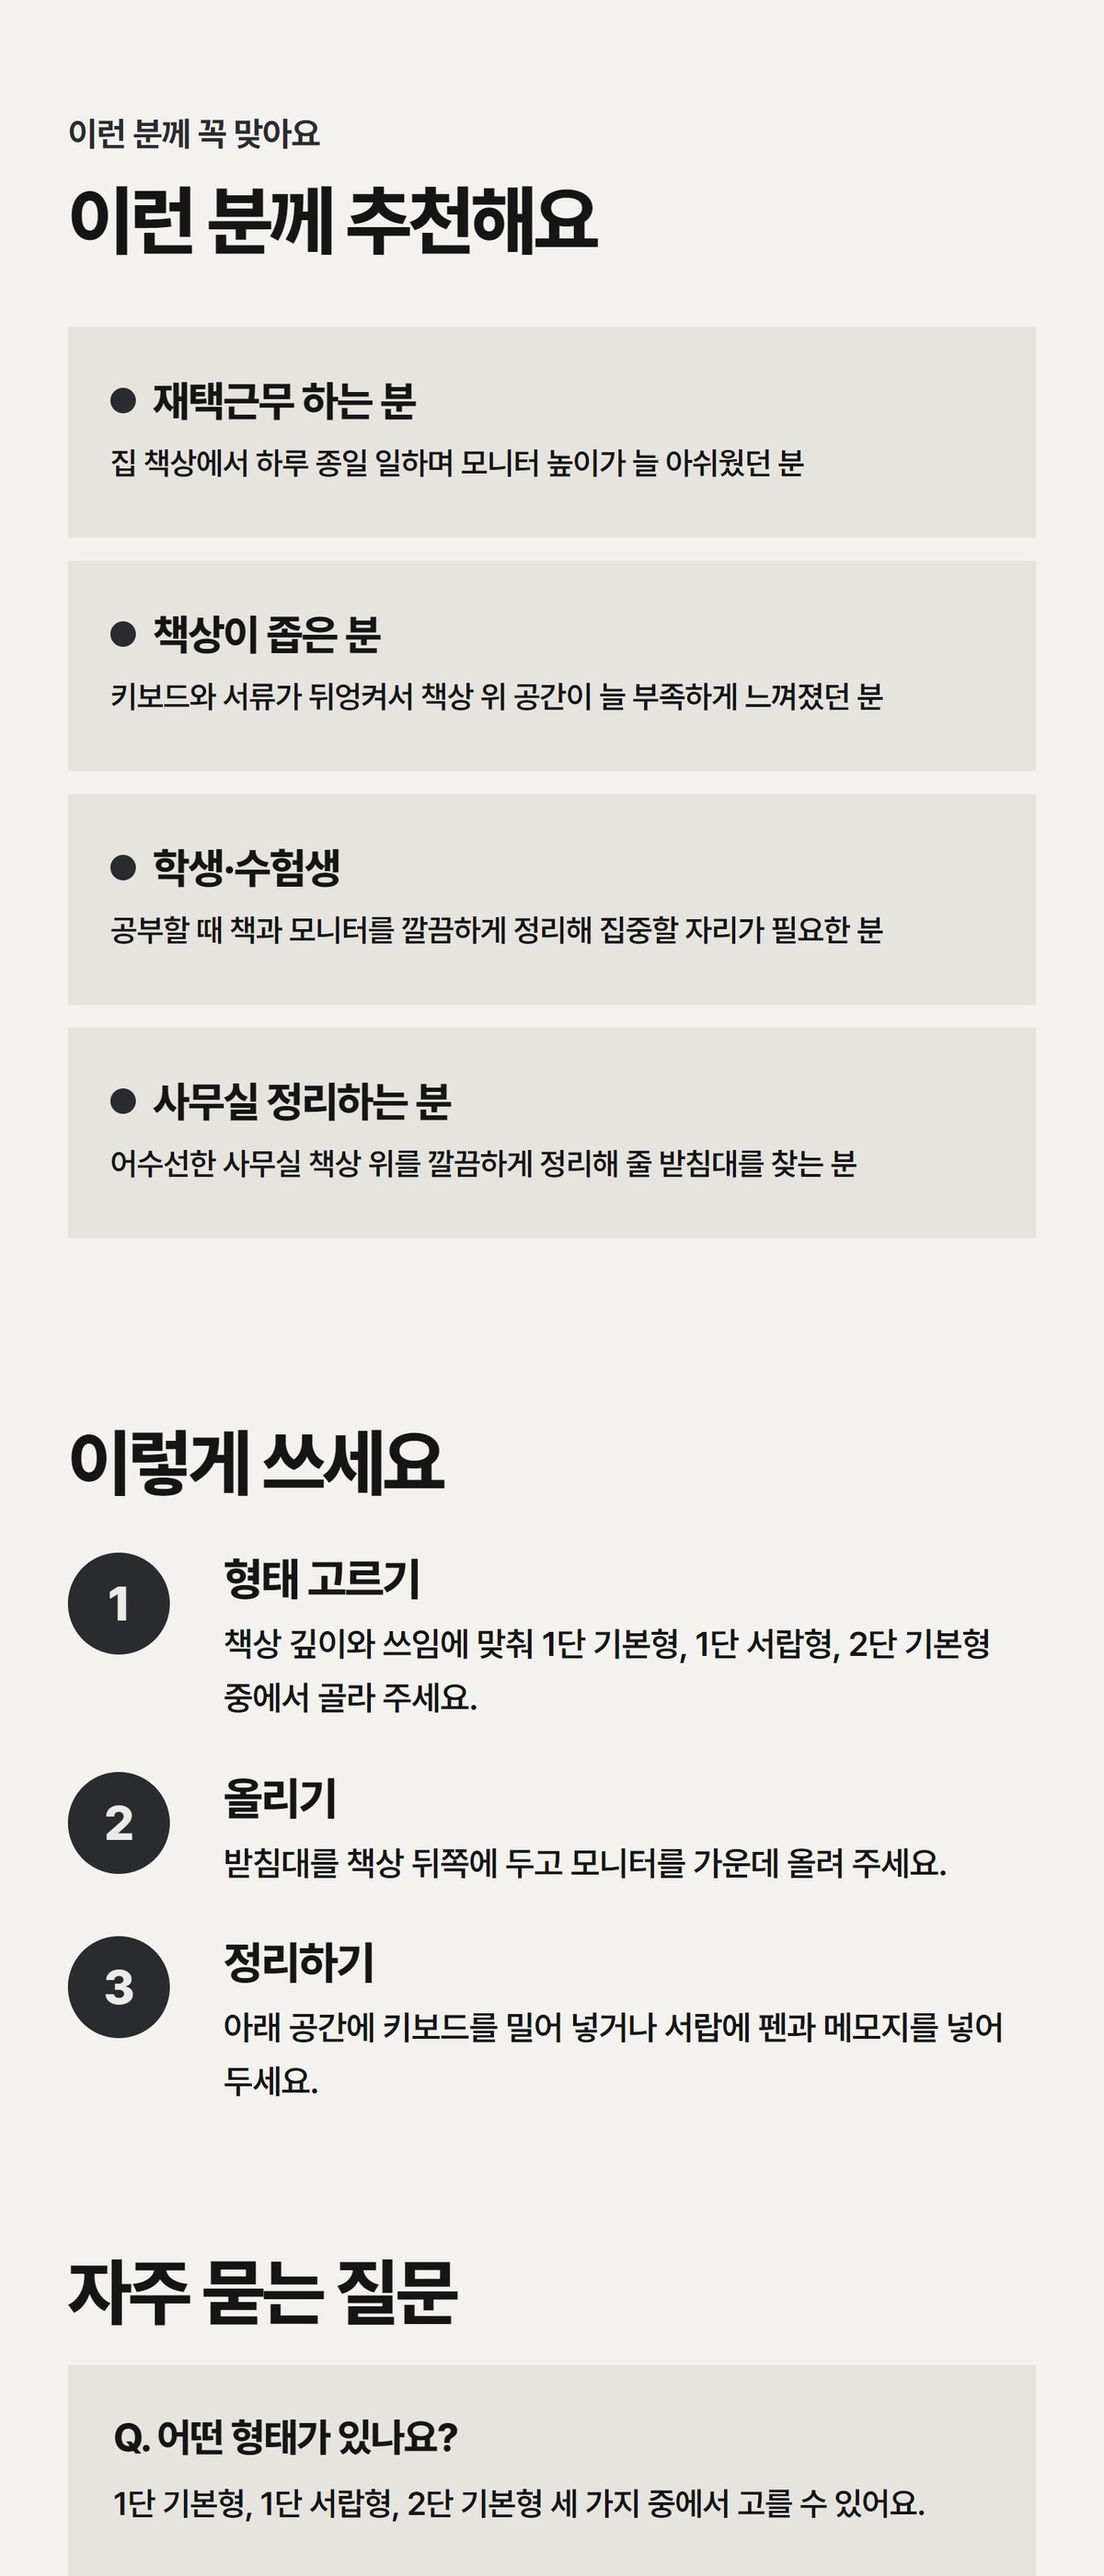 이런 분께 꼭 맞아요
이런 분께 추천해요
재택근무 하는 분
집 책상에서 하루 종일 일하며 모니터 높이가 늘 아쉬웠던 분
책상이 좁은 분
키보드와 서류가 뒤엉켜서 책상 위 공간이 늘 부족하게 느껴졌던 분
학생·수험생
공부할 때 책과 모니터를 깔끔하게 정리해 집중할 자리가 필요한 분
사무실 정리하는 분
어수선한 사무실 책상 위를 깔끔하게 정리해 줄 받침대를 찾는 분
이렇게 쓰세요
1
형태 고르기
책상 깊이와 쓰임에 맞춰 1단 기본형, 1단 서랍형, 2단 기본형
중에서 골라 주세요.
2
올리기
받침대를 책상 뒤쪽에 두고 모니터를 가운데 올려 주세요.
3
정리하기
아래 공간에 키보드를 밀어 넣거나 서랍에 펜과 메모지를 넣어
두세요.
자주 묻는 질문
Q. 어떤 형태가 있나요?
1단 기본형, 1단 서랍형, 2단 기본형 세 가지 중에서 고를 수 있어요.